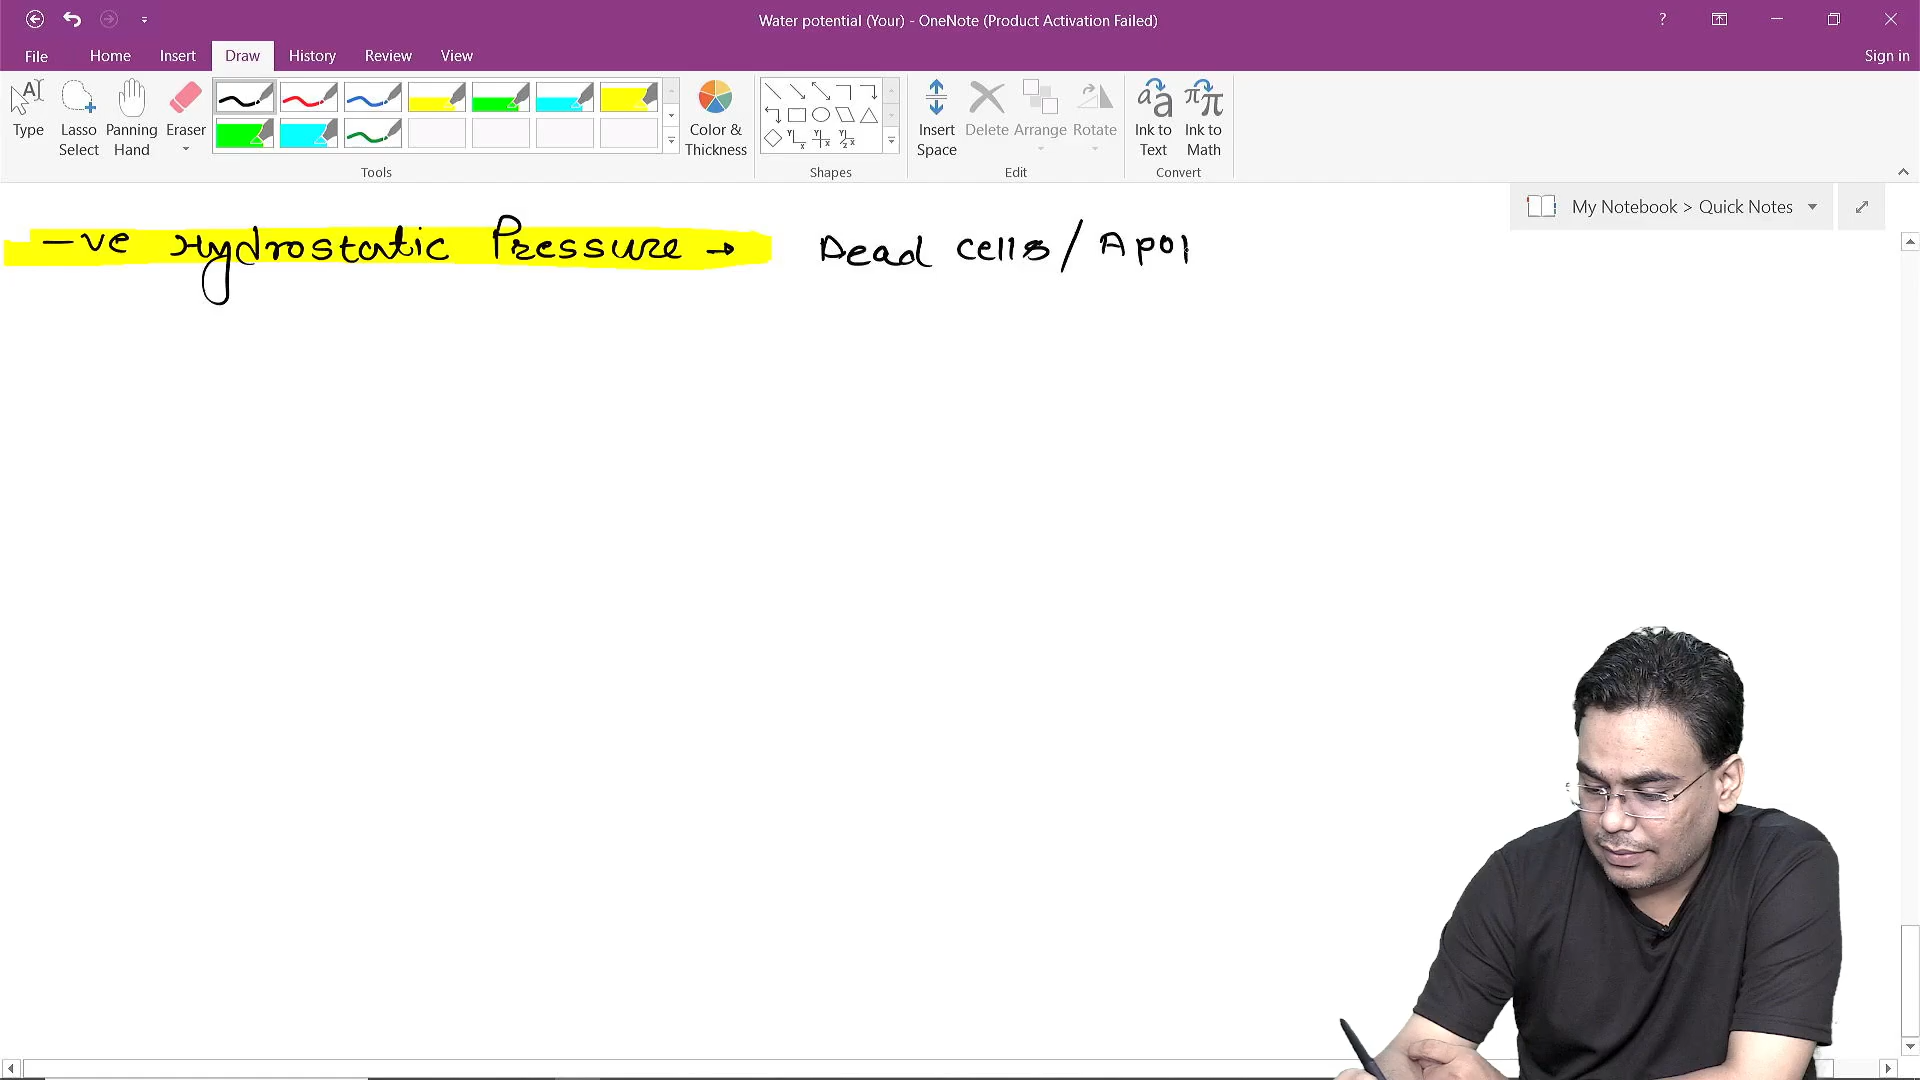 Water potential (Your) - OneNote (Product Activation Failed)
?
File Home Insert Draw History Review View Sign in
Type Lasso Select Panning Hand Eraser Color & Thickness Insert Space Delete Arrange Rotate Ink to Text Ink to Math
Tools Shapes Edit Convert
My Notebook > Quick Notes
-ve Hydrostatic Pressure → Dead cells / Apol